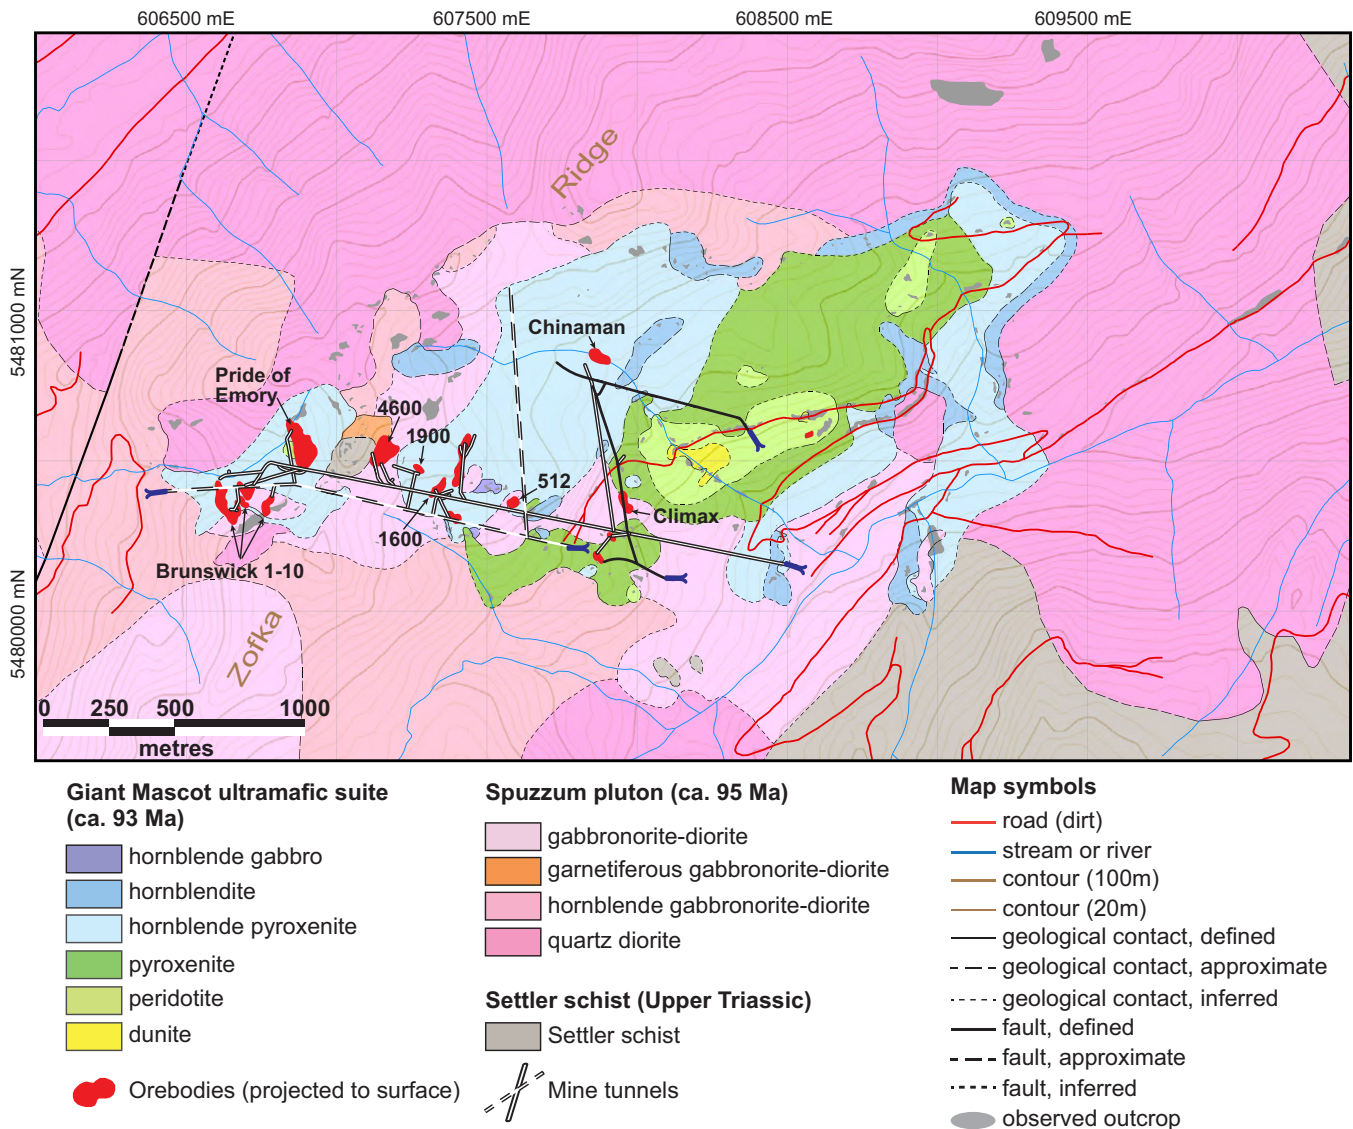 606500 mE
607500 mE
608500 mE
609500 mE
5481000 mN
5480000 mN
Ridge
Chinaman
Pride of
Emory
4600
1900
512
Climax
1600
Brunswick 1-10
Zofka
0 250 500 1000
metres
Giant Mascot ultramafic suite
(ca. 93 Ma)
hornblende gabbro
hornblendite
hornblende pyroxenite
pyroxenite
peridotite
dunite
Orebodies (projected to surface)
Spuzzum pluton (ca. 95 Ma)
gabbronorite-diorite
garnetiferous gabbronorite-diorite
hornblende gabbronorite-diorite
quartz diorite
Settler schist (Upper Triassic)
Settler schist
Mine tunnels
Map symbols
road (dirt)
stream or river
contour (100m)
contour (20m)
geological contact, defined
geological contact, approximate
geological contact, inferred
fault, defined
fault, approximate
fault, inferred
observed outcrop